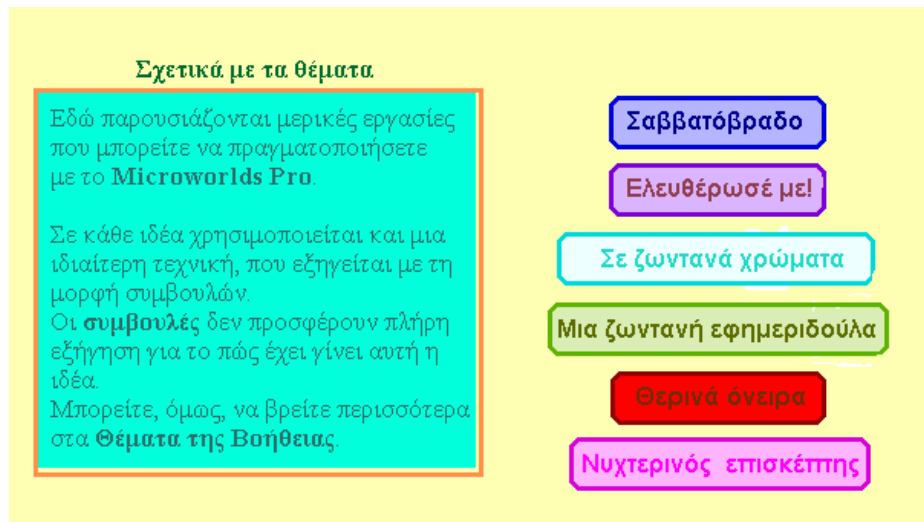 Σχετικά με τα θέματα
Εδώ παρουσιάζονται μερικές εργασίες
που μπορείτε να πραγματοποιήσετε
με το Microworlds Pro.
Σε κάθε ιδέα χρησιμοποιείται και μια
ιδιαίτερη τεχνική, που εξηγείται με τη
μορφή συμβουλών.
Οι συμβουλές δεν προσφέρουν πλήρη
εξήγηση για το πώς έχει γίνει αυτή η
ιδέα.
Μπορείτε, όμως, να βρείτε περισσότερα
στα Θέματα της Βοήθειας.
Σαββατόβραδο
Ελευθέρωσέ με!
Σε ζωντανά χρώματα
Μια ζωντανή εφημεριδούλα
Θερινά όνειρα
Νυχτερινός επισκέπτης